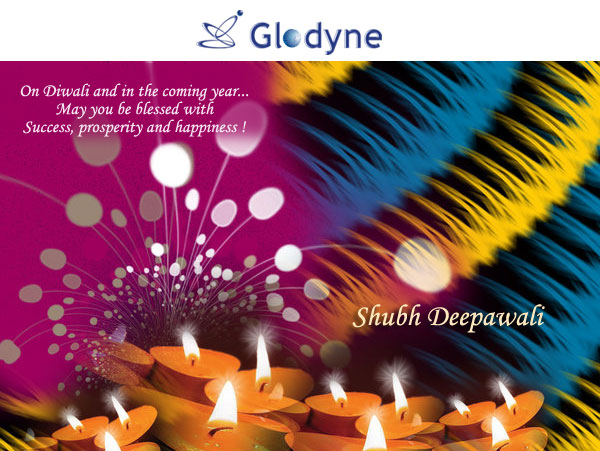 Glodyne
On Diwali and in the coming year...
May you be blessed with
Success, prosperity and happiness !
Shubh Deepawali